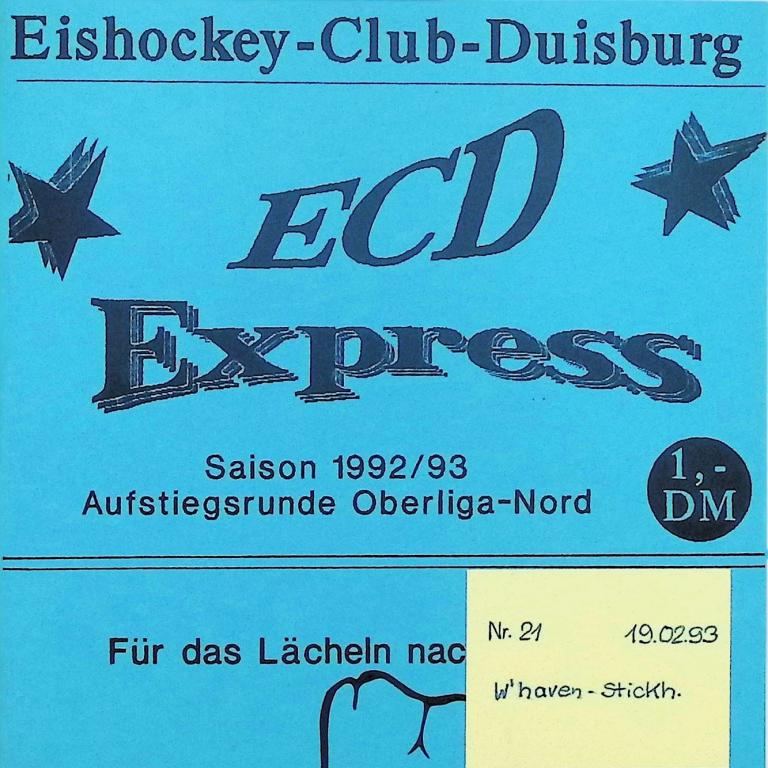 Eishockey-Club-Duisburg
ECD
Express
Saison 1992/93
Aufstiegsrunde Oberliga-Nord
1,-
DM
Für das Lächeln nac
Nr. 21 19.02.93
W'haven - Stickh.